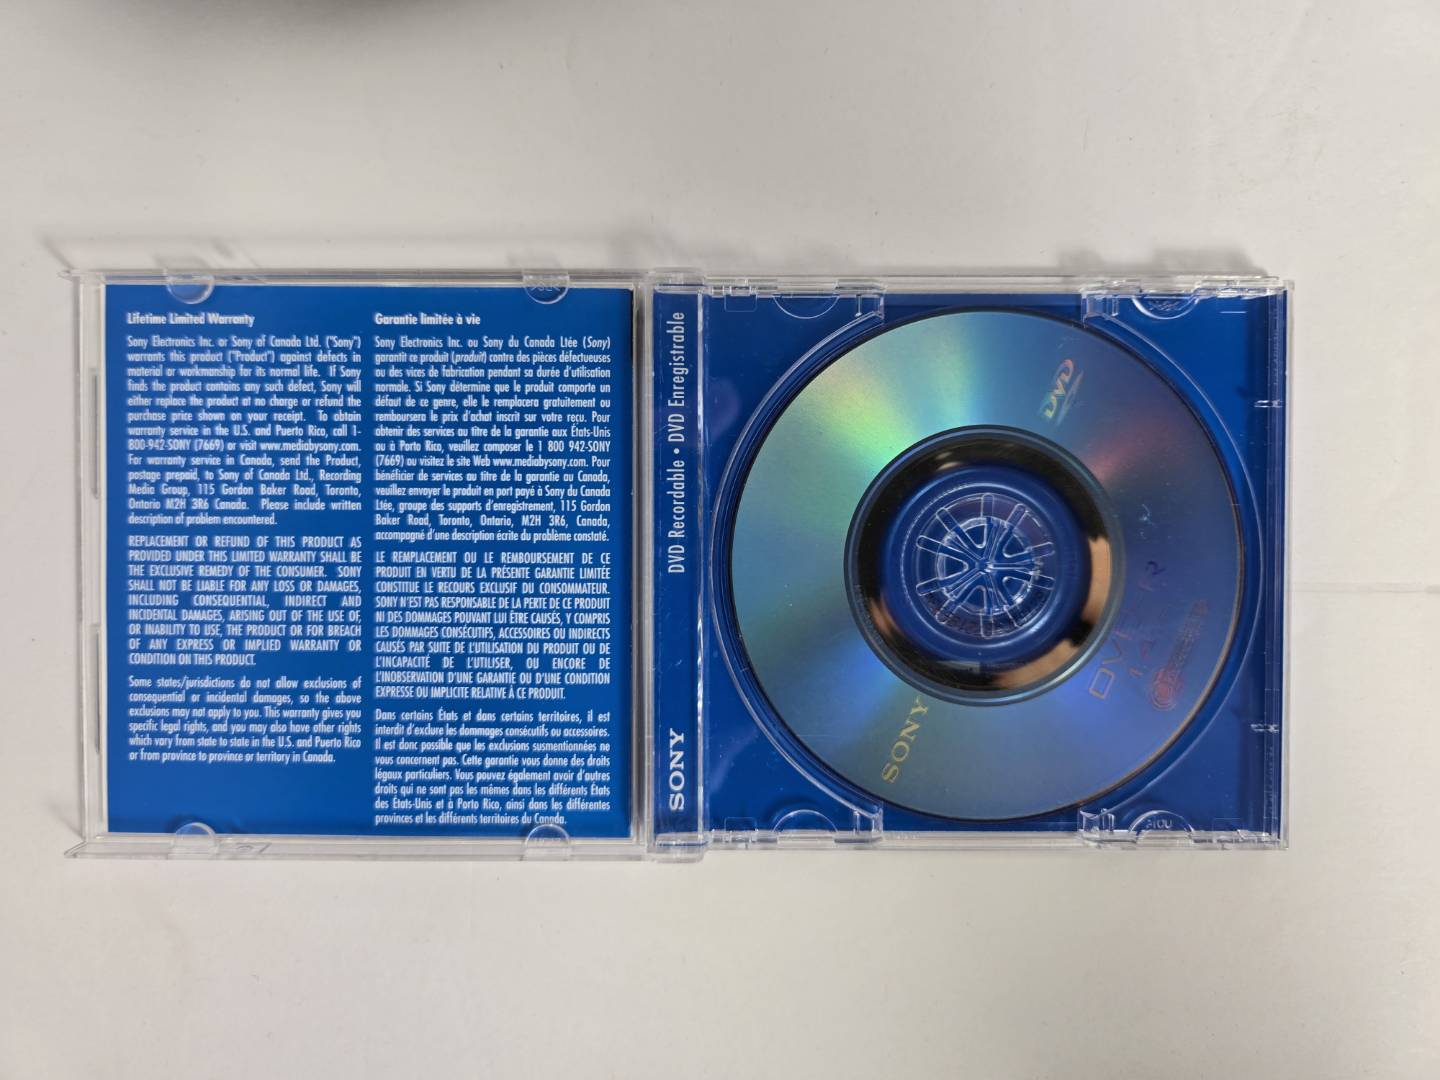 Lifetime Limited Warranty
Sony Electronics Inc. or Sony of Canada Ltd. ("Sony")
warrants this product ("Product") against defects in
material or workmanship for its normal life. If Sony
finds the product contains any such defect, Sony will
either replace the product at no charge or refund the
purchase price shown on your receipt. To obtain
warranty service in the U.S. and Puerto Rico, call 1-
800-942-SONY (7669) or visit www.mediabysony.com.
For warranty service in Canada, send the Product,
postage prepaid, to Sony of Canada Ltd., Recording
Media Group, 115 Gordon Baker Road, Toronto,
Ontario M2H 3R6 Canada. Please include written
description of problem encountered.
REPLACEMENT OR REFUND OF THIS PRODUCT AS
PROVIDED UNDER THIS LIMITED WARRANTY SHALL BE
THE EXCLUSIVE REMEDY OF THE CONSUMER. SONY
SHALL NOT BE LIABLE FOR ANY LOSS OR DAMAGES,
INCLUDING CONSEQUENTIAL, INDIRECT AND
INCIDENTAL DAMAGES, ARISING OUT OF THE USE OF,
OR INABILITY TO USE, THE PRODUCT OR FOR BREACH
OF ANY EXPRESS OR IMPLIED WARRANTY OR
CONDITION ON THIS PRODUCT.
Some states/jurisdictions do not allow exclusions of
consequential or incidental damages, so the above
exclusions may not apply to you. This warranty gives you
specific legal rights, and you may also have other rights
which vary from state to state in the U.S. and Puerto Rico
or from province to province or territory in Canada.
Garantie limitée à vie
Sony Electronics Inc. ou Sony du Canada Ltée (Sony)
garantit ce produit (produit) contre des pièces défectueuses
ou des vices de fabrication pendant sa durée d'utilisation
normale. Si Sony détermine que le produit comporte un
défaut de ce genre, elle le remplacera gratuitement ou
remboursera le prix d'achat inscrit sur votre reçu. Pour
obtenir des services au titre de la garantie aux États-Unis
ou à Porto Rico, veuillez composer le 1 800 942-SONY
(7669) ou visitez le site Web www.mediabysony.com. Pour
bénéficier de services au titre de la garantie au Canada,
veuillez envoyer le produit en port payé à Sony du Canada
Ltée, groupe des supports d'enregistrement, 115 Gordon
Baker Road, Toronto, Ontario, M2H 3R6, Canada,
accompagné d'une description écrite du problème constaté.
LE REMPLACEMENT OU LE REMBOURSEMENT DE CE
PRODUIT EN VERTU DE LA PRÉSENTE GARANTIE LIMITÉE
CONSTITUE LE RECOURS EXCLUSIF DU CONSOMMATEUR.
SONY N'EST PAS RESPONSABLE DE LA PERTE DE CE PRODUIT
NI DES DOMMAGES POUVANT LUI ÊTRE CAUSÉS, Y COMPRIS
LES DOMMAGES CONSÉCUTIFS, ACCESSOIRES OU INDIRECTS
CAUSÉS PAR SUITE DE L'UTILISATION DU PRODUIT OU DE
L'INCAPACITÉ DE L'UTILISER, OU ENCORE DE
L'INOBSERVATION D'UNE GARANTIE OU D'UNE CONDITION
EXPRESSE OU IMPLICITE RELATIVE À CE PRODUIT.
Dans certains États et dans certains territoires, il est
interdit d'exclure les dommages consécutifs ou accessoires.
Il est donc possible que les exclusions susmentionnées ne
vous concernent pas. Cette garantie vous donne des droits
légaux particuliers. Vous pouvez également avoir d'autres
droits qui ne sont pas les mêmes dans les différents États
des États-Unis et à Porto Rico, ainsi dans les différentes
provinces et les différents territoires du Canada.
SONY DVD Recordable • DVD Enregistrable
DVD
SONY